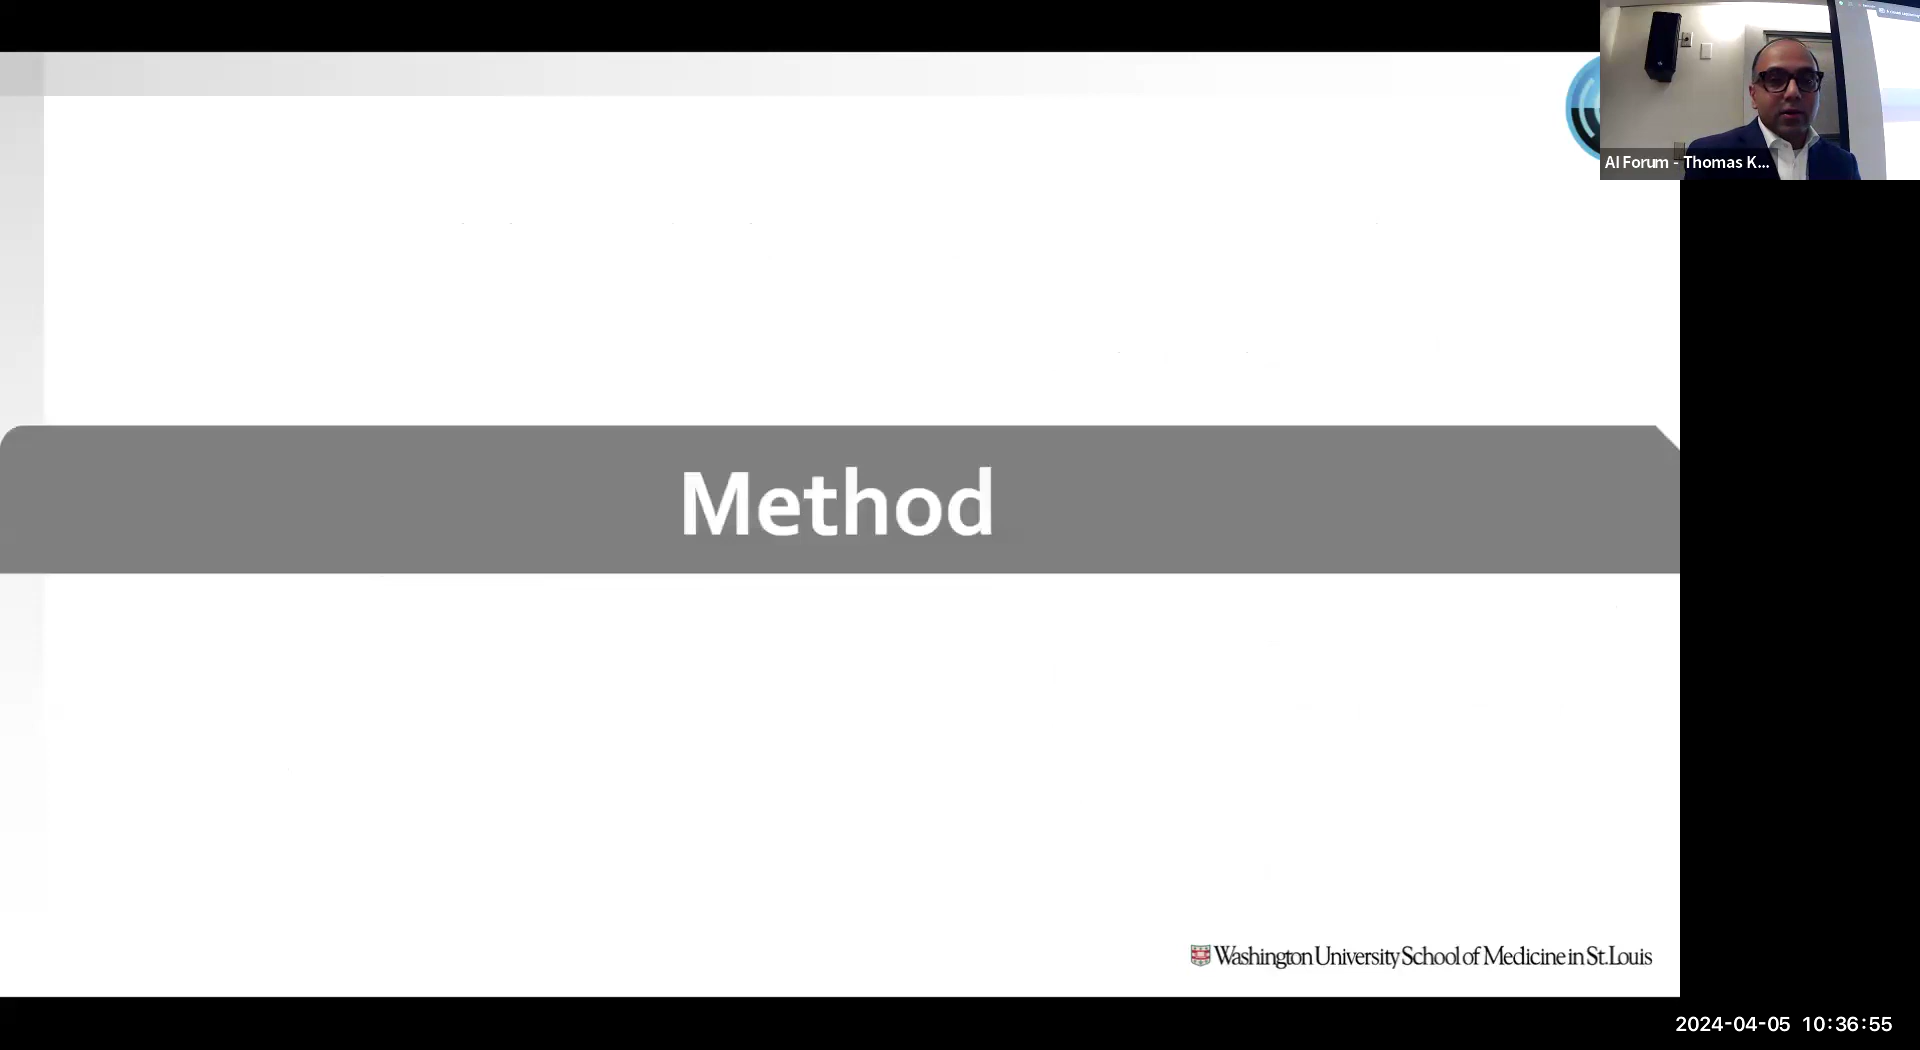 AI Forum - Thomas K...
Method
Washington University School of Medicine in St. Louis
2024-04-05 10:36:55